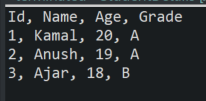 Id, Name, Age, Grade
1, Kamal, 20, A
2, Anush, 19, A
3, Ajar, 18, B